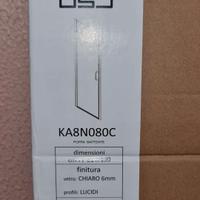 KA8N080C
PORTA BATTENTE
dimensioni
finitura
vetro: CHIARO 6mm
profili: LUCIDI